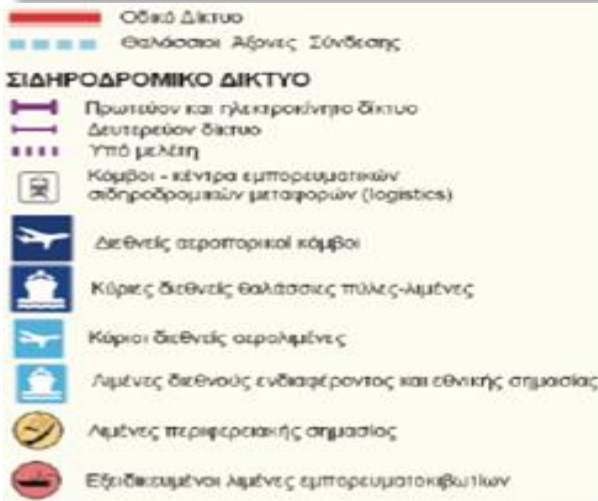 Οδικό Δίκτυο
Θαλάσσιοι Άξονες Σύνδεσης
ΣΙΔΗΡΟΔΡΟΜΙΚΟ ΔΙΚΤΥΟ
Πρωτεύον και ηλεκτροκίνητο δίκτυο
Δευτερεύον δίκτυο
Υπό μελέτη
Κόμβοι - κέντρα εμπορευματικών
σιδηροδρομικών μεταφορών (logistics)
Διεθνείς αεροπορικοί κόμβοι
Κύριες διεθνείς θαλάσσιες πύλες-λιμένες
Κύριοι διεθνείς αερολιμένες
Λιμένες διεθνούς ενδιαφέροντος και εθνικής σημασίας
Λιμένες περιφερειακής σημασίας
Εξειδικευμένοι λιμένες εμπορευματοκιβωτίων